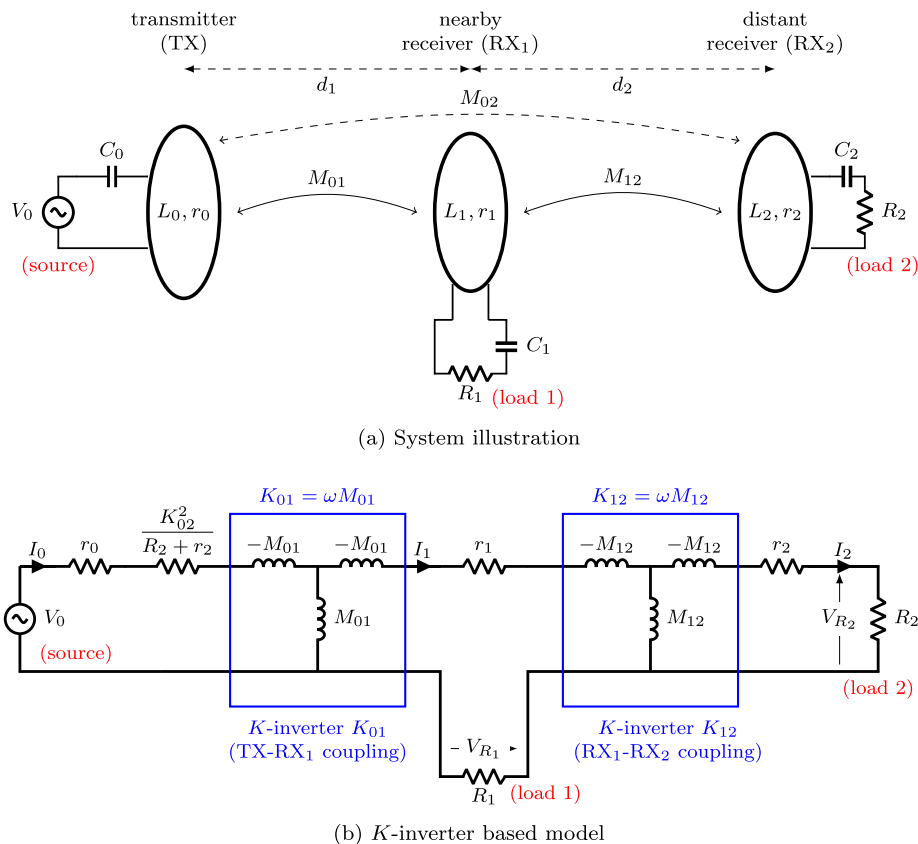 transmitter
(TX)
nearby
receiver (RX₁)
distant
receiver (RX₂)
d₁
d₂
M₀₂
C₀
M₀₁
M₁₂
C₂
V₀
L₀, r₀
L₁, r₁
L₂, r₂
R₂
(source)
(load 2)
C₁
R₁
(load 1)
(a) System illustration
K₀₁ = ωM₀₁
K₁₂ = ωM₁₂
I₀
r₀
K₀₂²
R₂ + r₂
−M₀₁
−M₀₁
I₁
r₁
−M₁₂
−M₁₂
r₂
I₂
V₀
M₀₁
M₁₂
V_R₂
R₂
(source)
(load 2)
K-inverter K₀₁
(TX-RX₁ coupling)
V_R₁
K-inverter K₁₂
(RX₁-RX₂ coupling)
R₁
(load 1)
(b) K-inverter based model